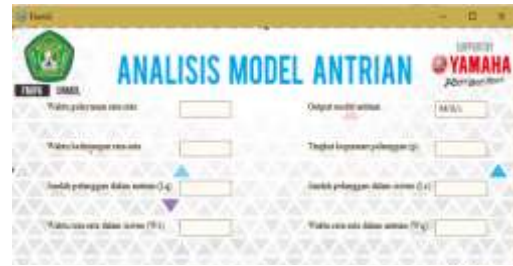 ANALISIS MODEL ANTRIAN
YAMAHA
Waktu pelayanan rata-rata
Output model antrian
Waktu kedatangan rata-rata
Tingkat kegunaan pelanggan (p)
Jumlah pelanggan dalam antrian (Lq)
Jumlah pelanggan dalam sistem (Ls)
Waktu rata-rata dalam sistem (Ws)
Waktu rata-rata dalam antrian (Wq)